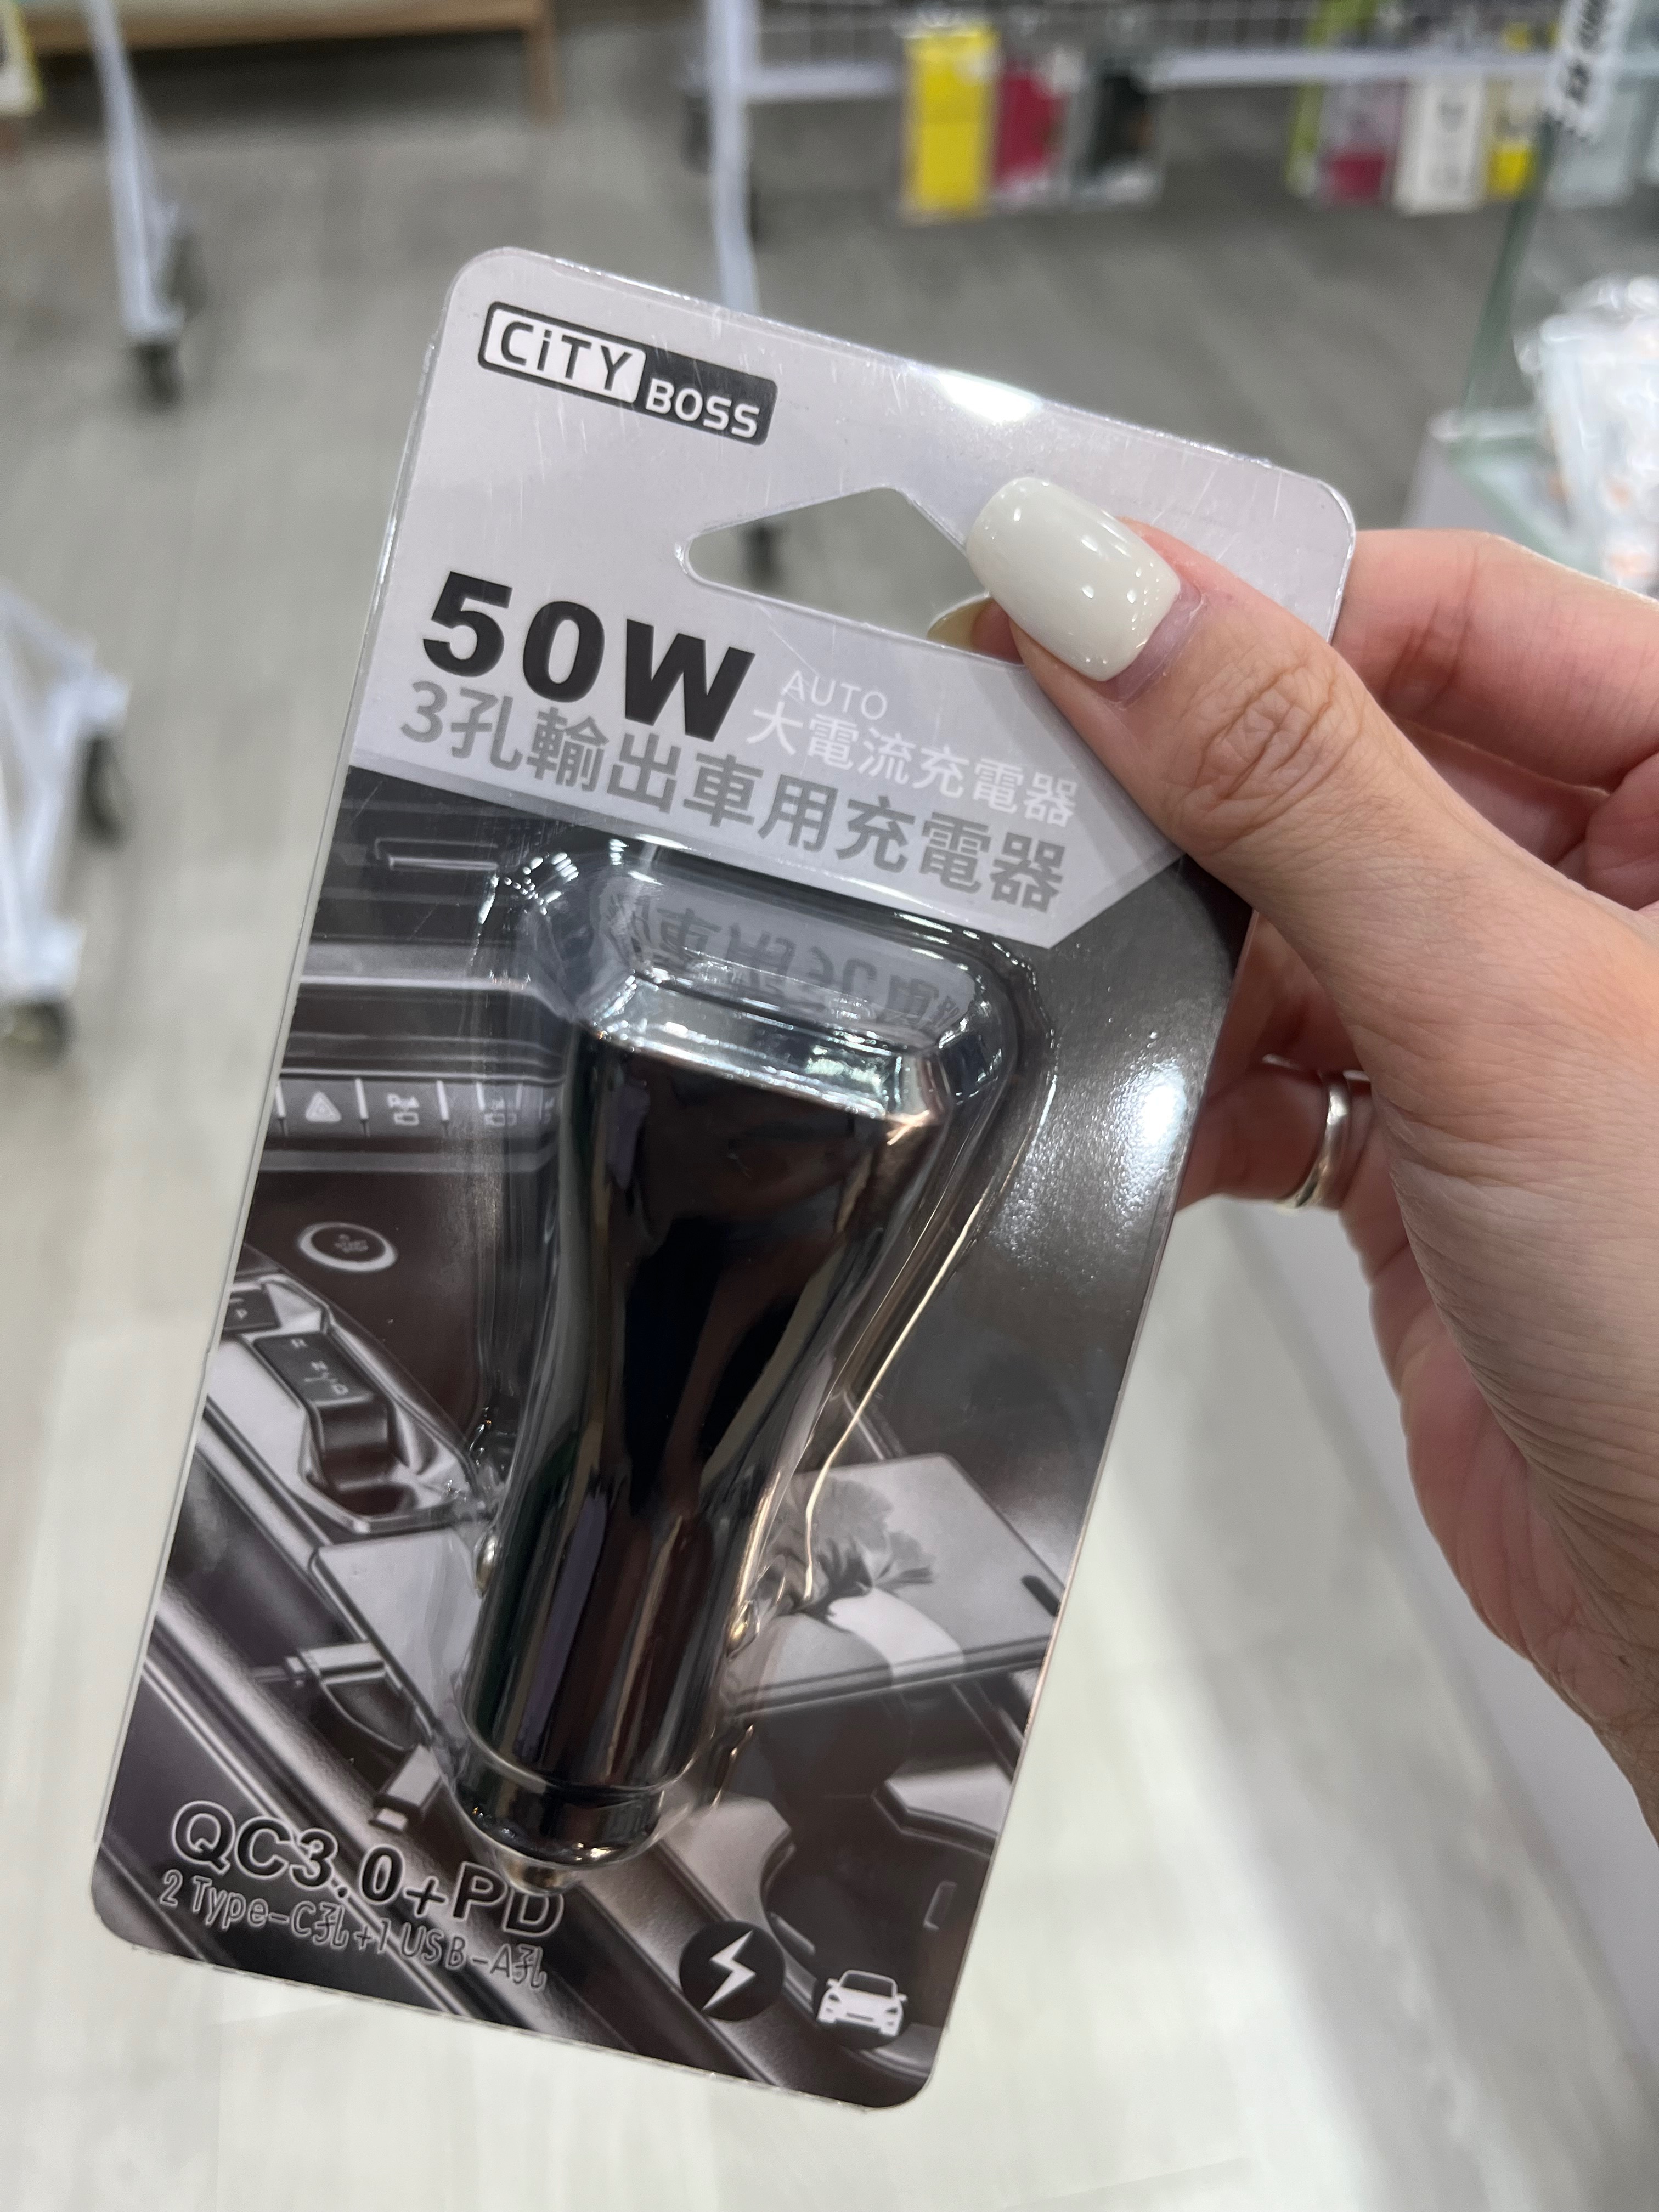 CiTY BOSS
50W
AUTO
大電流充電器
3孔輸出車用充電器
QC3.0+PD
2 Type-C孔+1 USB-A孔